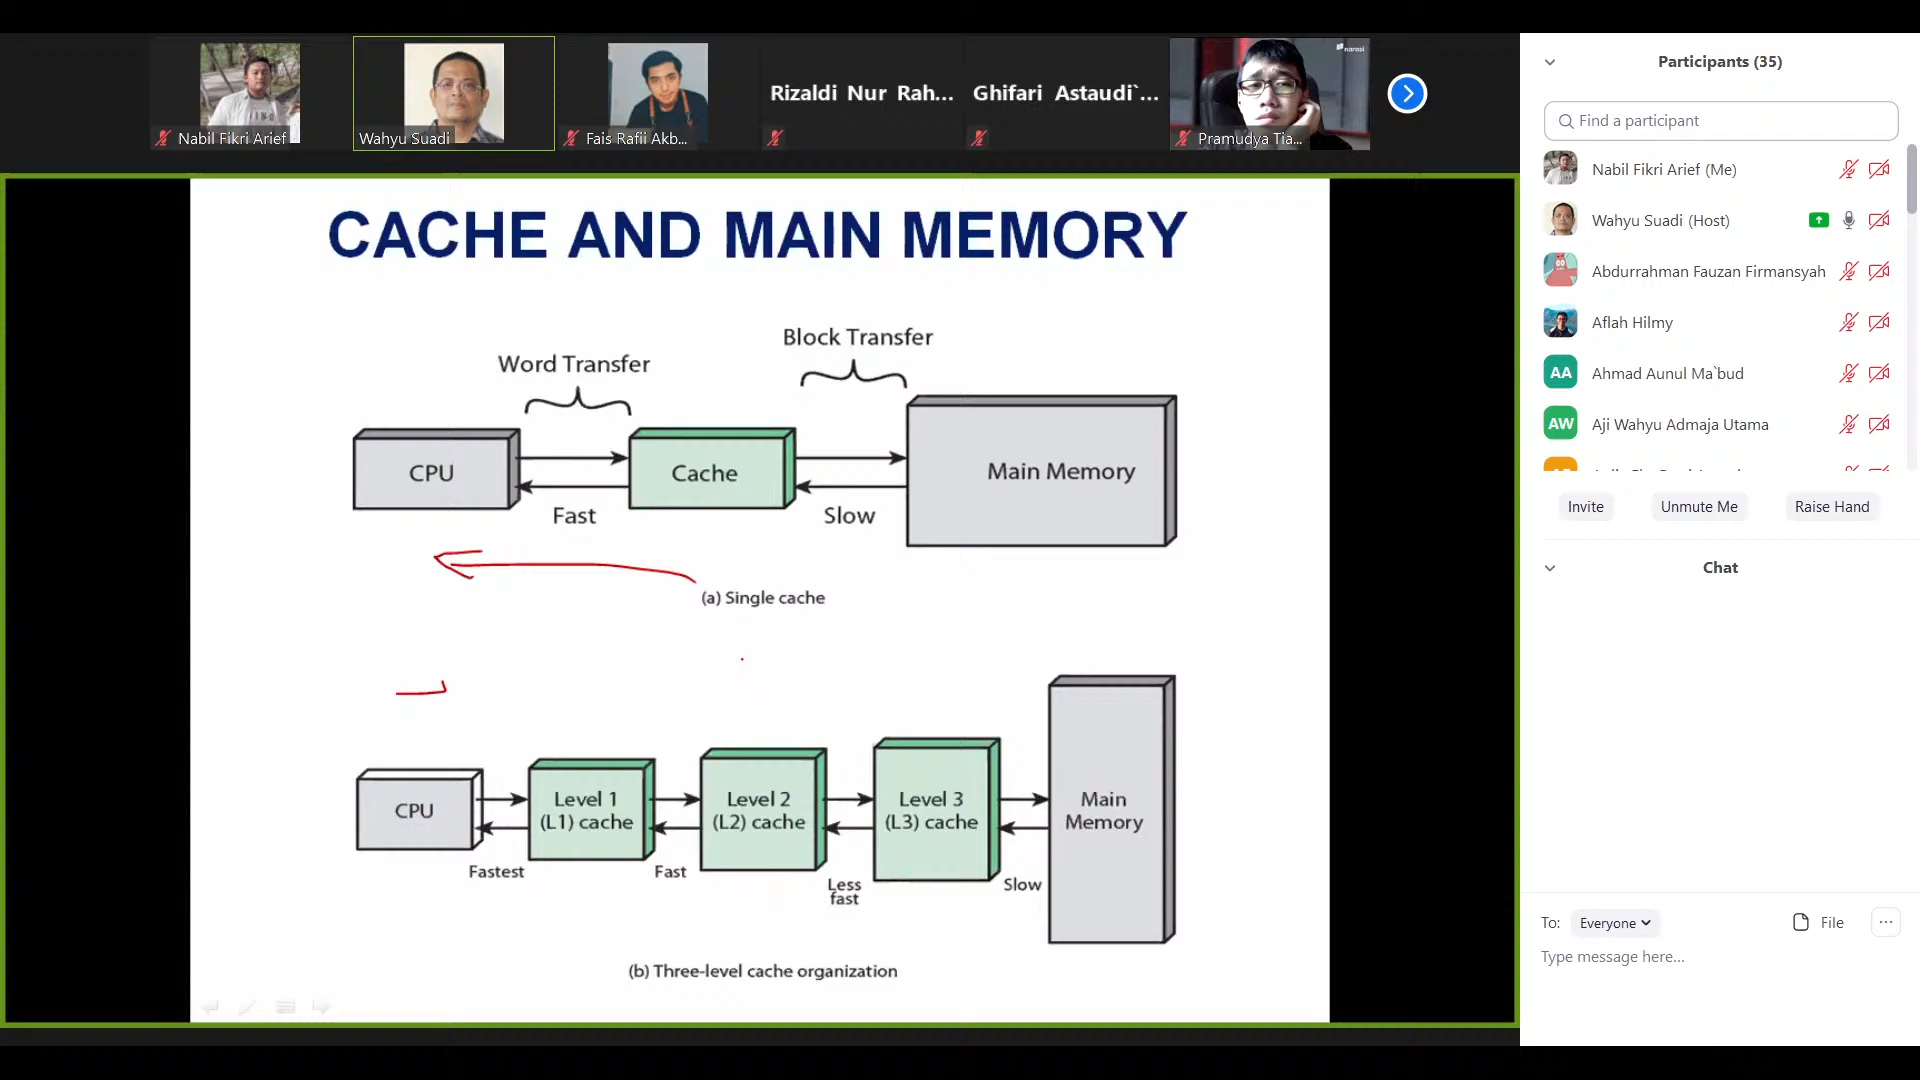 Rizaldi Nur Rah...
Ghifari Astaudi`...
narasi
Nabil Fikri Arief
Wahyu Suadi
Fais Rafii Akb...
Pramudya Tia...
CACHE AND MAIN MEMORY
Block Transfer
Word Transfer
CPU
Cache
Main Memory
Fast
Slow
(a) Single cache
CPU
Level 1
(L1) cache
Level 2
(L2) cache
Level 3
(L3) cache
Main
Memory
Fastest
Fast
Less
fast
Slow
(b) Three-level cache organization
Participants (35)
Find a participant
Nabil Fikri Arief (Me)
Wahyu Suadi (Host)
Abdurrahman Fauzan Firmansyah
Aflah Hilmy
AA
Ahmad Aunul Ma`bud
AW
Aji Wahyu Admaja Utama
Invite
Unmute Me
Raise Hand
Chat
To:
Everyone
File
Type message here...